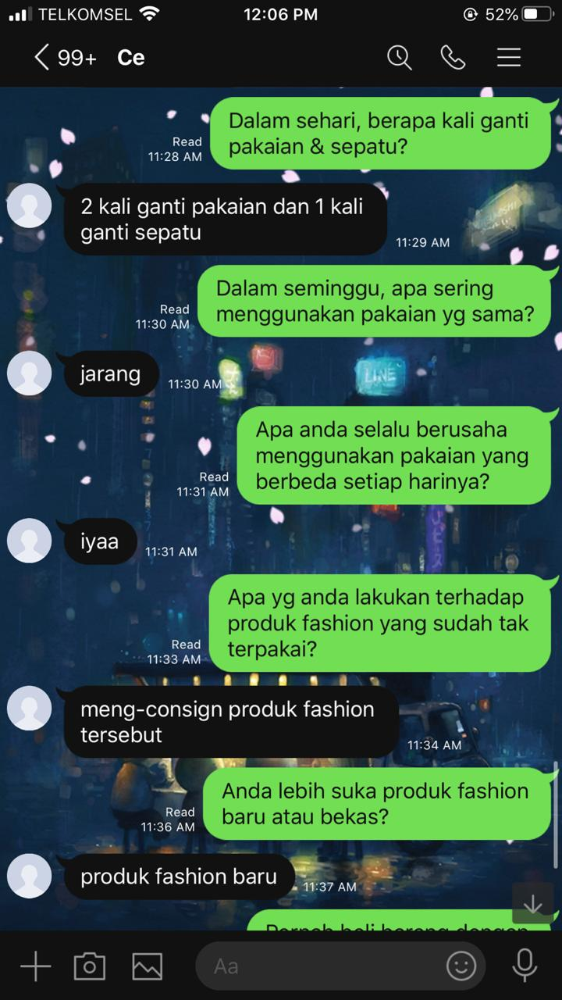 TELKOMSEL
12:06 PM
52%
99+
Ce
Dalam sehari, berapa kali ganti
pakaian & sepatu?
Read
11:28 AM
2 kali ganti pakaian dan 1 kali
ganti sepatu
11:29 AM
Dalam seminggu, apa sering
menggunakan pakaian yg sama?
Read
11:30 AM
jarang
11:30 AM
LINE
Apa anda selalu berusaha
menggunakan pakaian yang
berbeda setiap harinya?
Read
11:31 AM
iyaa
11:31 AM
Apa yg anda lakukan terhadap
produk fashion yang sudah tak
terpakai?
Read
11:33 AM
meng-consign produk fashion
tersebut
11:34 AM
Anda lebih suka produk fashion
baru atau bekas?
Read
11:36 AM
produk fashion baru
11:37 AM
Pernah beli barang dengan
Aa